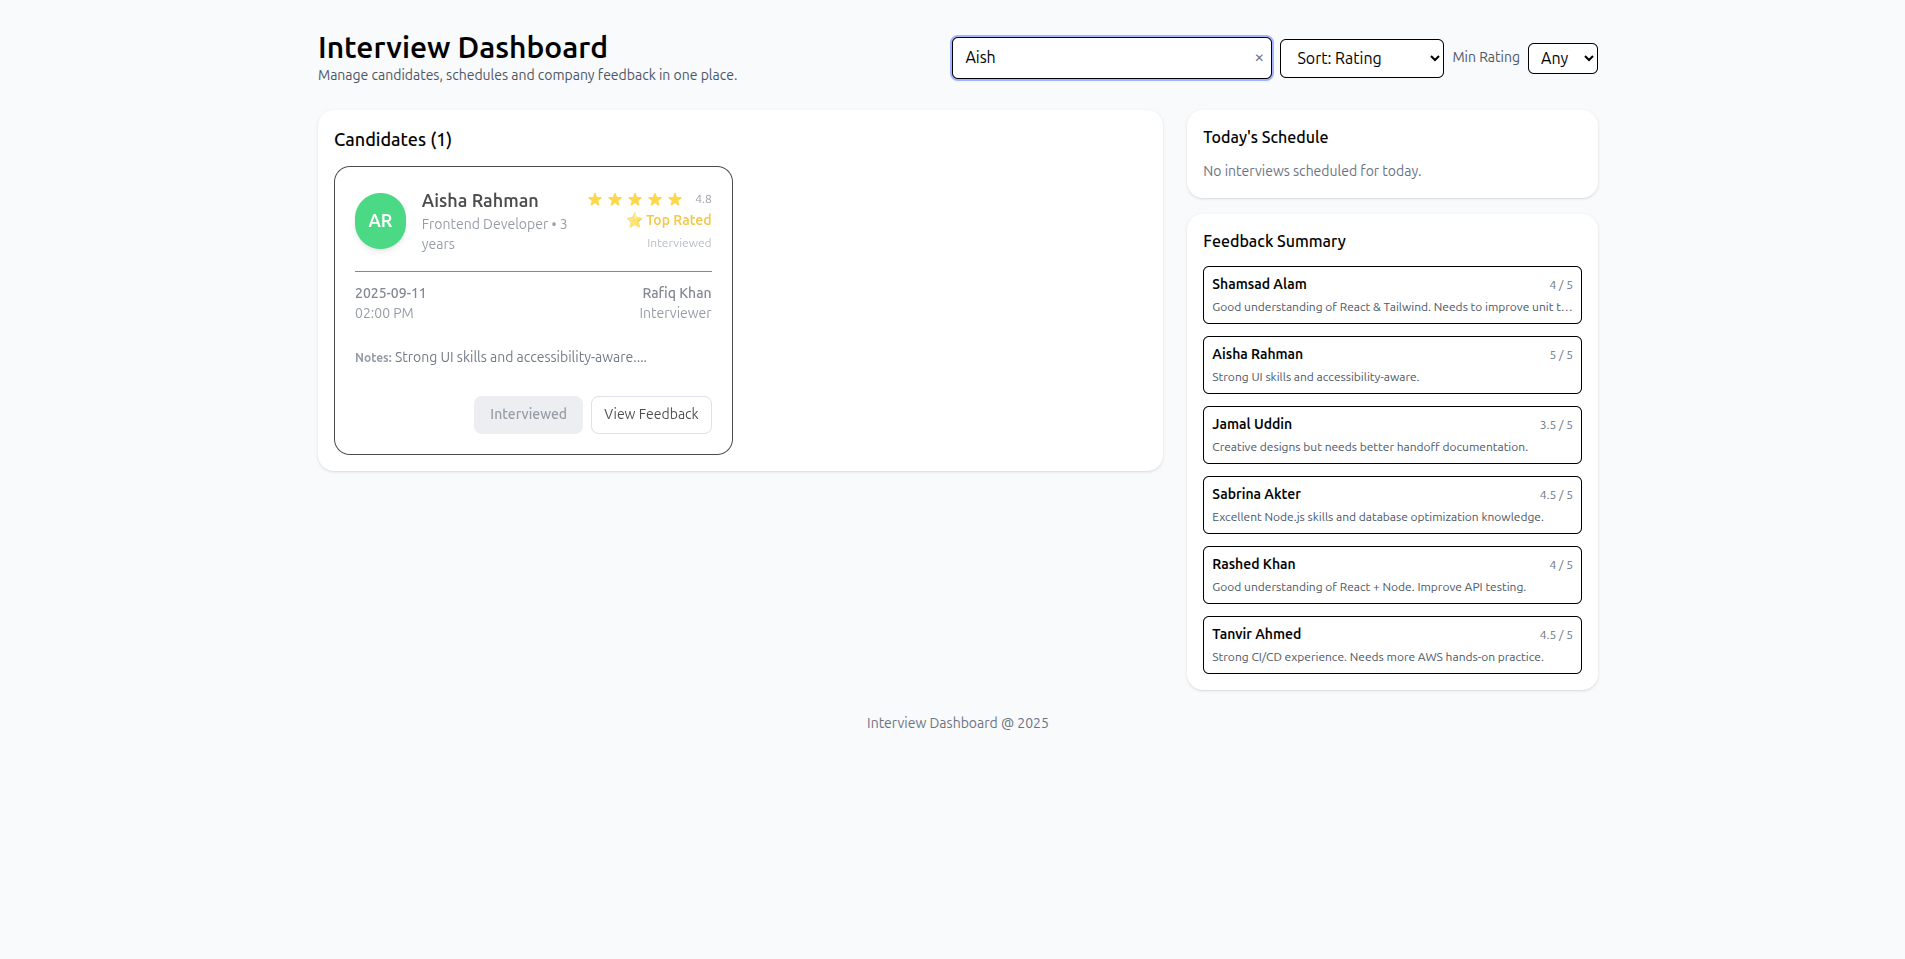 Interview Dashboard
Manage candidates, schedules and company feedback in one place.
Aish
×
Sort: Rating
Min Rating
Any
Candidates (1)
AR
Aisha Rahman
Frontend Developer • 3
years
4.8
⭐ Top Rated
Interviewed
2025-09-11
02:00 PM
Rafiq Khan
Interviewer
Notes: Strong UI skills and accessibility-aware....
Interviewed
View Feedback
Today's Schedule
No interviews scheduled for today.
Feedback Summary
Shamsad Alam
4 / 5
Good understanding of React & Tailwind. Needs to improve unit t...
Aisha Rahman
5 / 5
Strong UI skills and accessibility-aware.
Jamal Uddin
3.5 / 5
Creative designs but needs better handoff documentation.
Sabrina Akter
4.5 / 5
Excellent Node.js skills and database optimization knowledge.
Rashed Khan
4 / 5
Good understanding of React + Node. Improve API testing.
Tanvir Ahmed
4.5 / 5
Strong CI/CD experience. Needs more AWS hands-on practice.
Interview Dashboard @ 2025